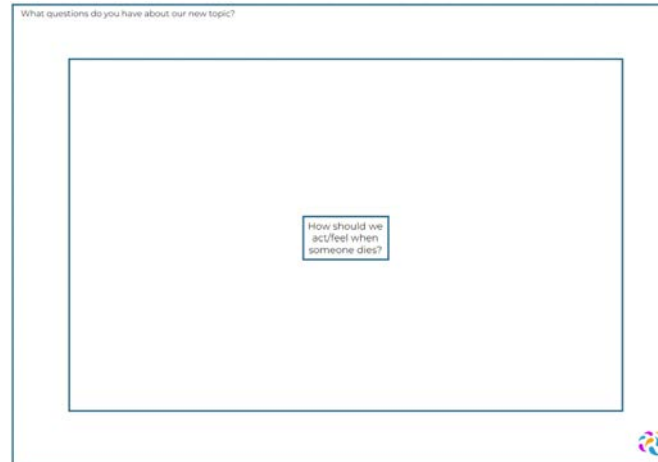 What questions do you have about our new topic?
How should we
act/feel when
someone dies?